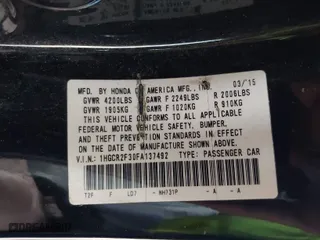 MFD. BY HONDA OF AMERICA MFG., INC. 03/15
GVWR 4200LBS GAWR F 2249LBS R 2006LBS
GVWR 1905KG GAWR F 1020KG R 910KG
THIS VEHICLE CONFORMS TO ALL APPLICABLE
FEDERAL MOTOR VEHICLE SAFETY, BUMPER,
AND THEFT PREVENTION STANDARDS IN EFFECT
ON THE DATE OF MANUFACTURE SHOWN ABOVE.
V.I.N.: 1HGCR2F30FA137492 TYPE: PASSENGER CAR
NH731P - A - A